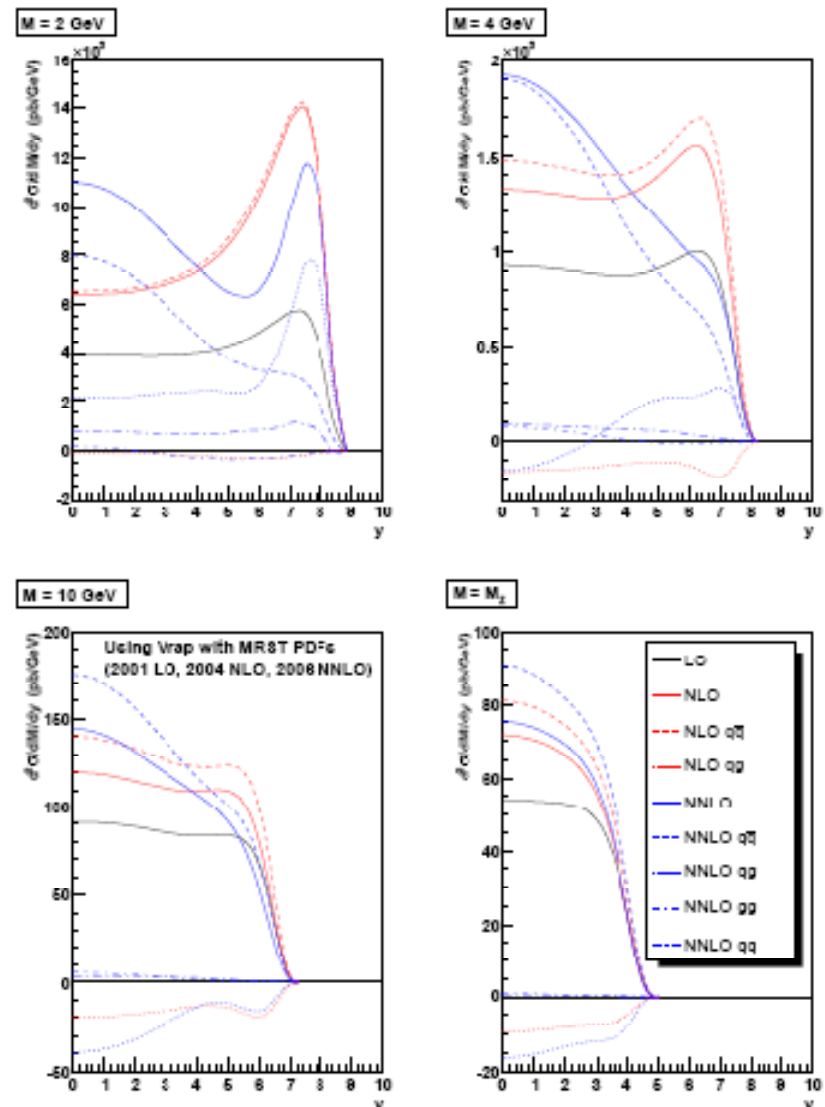 M = 2 GeV
×10³
d²σ/dM/dy (pb/GeV)
16
14
12
10
8
6
4
2
0
-2
0 1 2 3 4 5 6 7 8 9 10
y
M = 4 GeV
×10³
d²σ/dM/dy (pb/GeV)
2
1.5
1
0.5
0
0 1 2 3 4 5 6 7 8 9 10
y
M = 10 GeV
d²σ/dM/dy (pb/GeV)
Using Vrap with MRST PDFs
(2001 LO, 2004 NLO, 2006 NNLO)
200
150
100
50
0
-50
0 1 2 3 4 5 6 7 8 9 10
y
M = M_Z
d²σ/dM/dy (pb/GeV)
100
80
60
40
20
0
-20
0 1 2 3 4 5 6 7 8 9 10
y
LO
NLO
NLO qq̄
NLO qg
NNLO
NNLO qq̄
NNLO qg
NNLO gg
NNLO qq